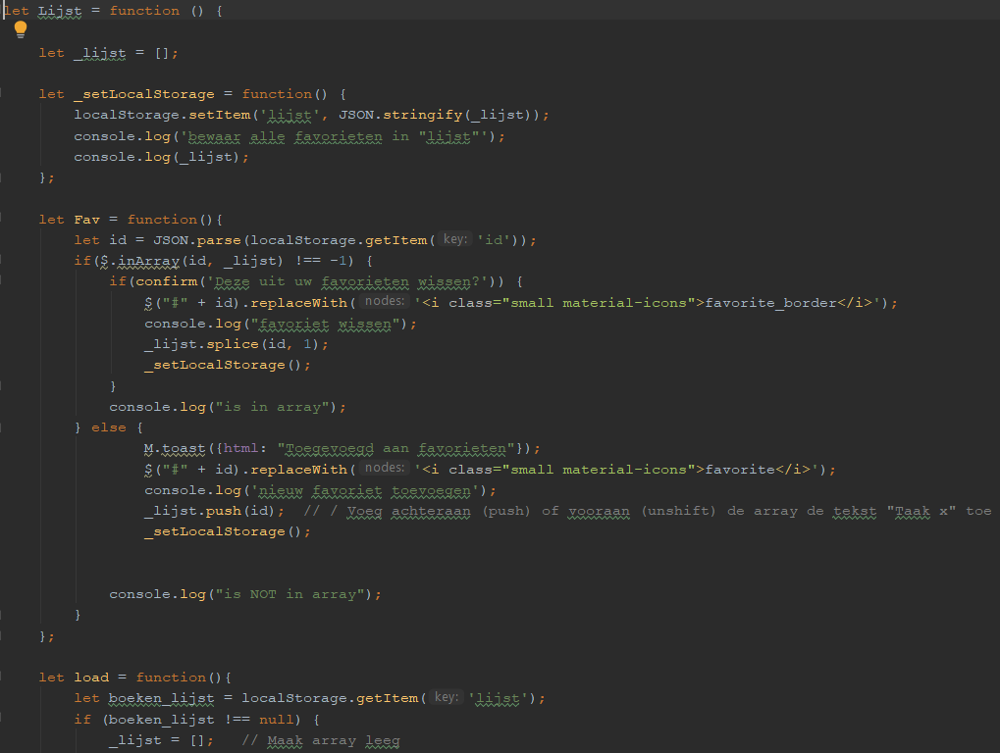 let Lijst = function () {
let _lijst = [];
let _setLocalStorage = function() {
localStorage.setItem('lijst', JSON.stringify(_lijst));
console.log('bewaar alle favorieten in "lijst"');
console.log(_lijst);
};
let Fav = function(){
let id = JSON.parse(localStorage.getItem( key: 'id'));
if($.inArray(id, _lijst) !== -1) {
if(confirm('Deze uit uw favorieten wissen?')) {
$("#" + id).replaceWith( nodes: '<i class="small material-icons">favorite_border</i>');
console.log("favoriet wissen");
_lijst.splice(id, 1);
_setLocalStorage();
}
console.log("is in array");
} else {
M.toast({html: "Toegevoegd aan favorieten"});
$("#" + id).replaceWith( nodes: '<i class="small material-icons">favorite</i>');
console.log('nieuw favoriet toevoegen');
_lijst.push(id);  // / Voeg achteraan (push) of vooraan (unshift) de array de tekst "Taak x" toe
_setLocalStorage();
console.log("is NOT in array");
}
};
let load = function(){
let boeken_lijst = localStorage.getItem( key: 'lijst');
if (boeken_lijst !== null) {
_lijst = [];   // Maak array leeg